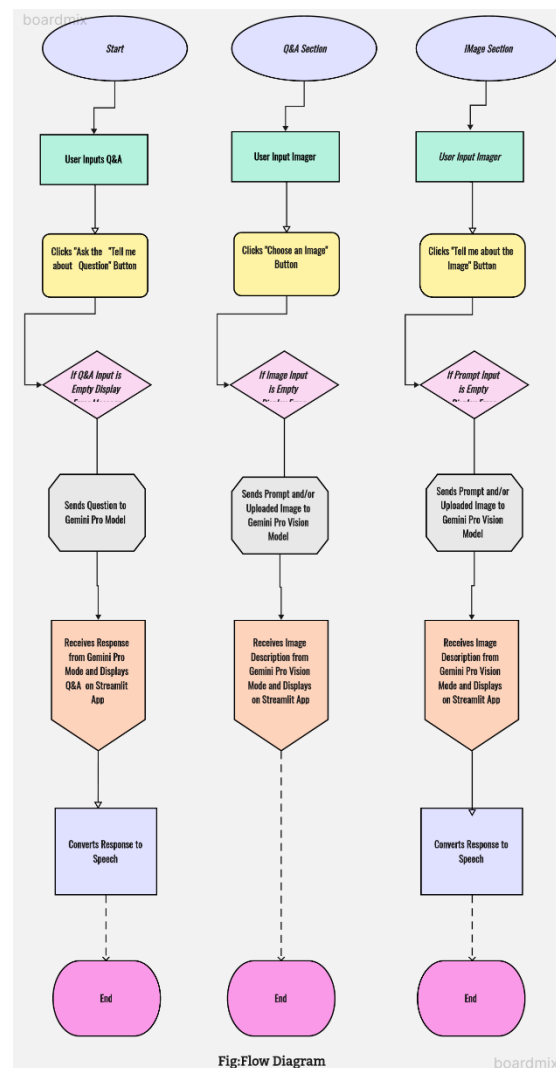 boardmix
Start
User Inputs Q&A
Clicks "Ask the "Tell me
about Question" Button
If Q&A Input is
Empty Display
Sends Question to
Gemini Pro Model
Receives Response
from Gemini Pro
Mode and Displays
Q&A on Streamlit
App
Converts Response to
Speech
End
Q&A Section
User Input Imager
Clicks "Choose an Image"
Button
If Image Input
is Empty
Sends Prompt and/or
Uploaded Image to
Gemini Pro Vision
Model
Receives Image
Description from
Gemini Pro Vision
Mode and Displays
on Streamlit App
End
IMage Section
User Input Imager
Clicks "Tell me about the
Image" Button
If Prompt Input
is Empty
Sends Prompt and/or
Uploaded Image to
Gemini Pro Vision
Model
Receives Image
Description from
Gemini Pro Vision
Mode and Displays
on Streamlit App
Converts Response to
Speech
End
Fig:Flow Diagram
boardmix